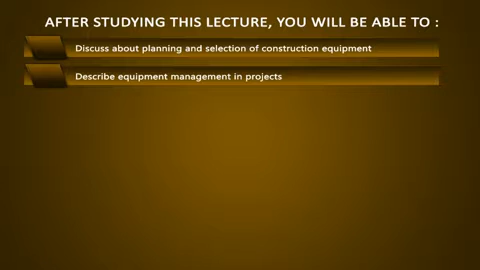 AFTER STUDYING THIS LECTURE, YOU WILL BE ABLE TO :
Discuss about planning and selection of construction equipment
Describe equipment management in projects